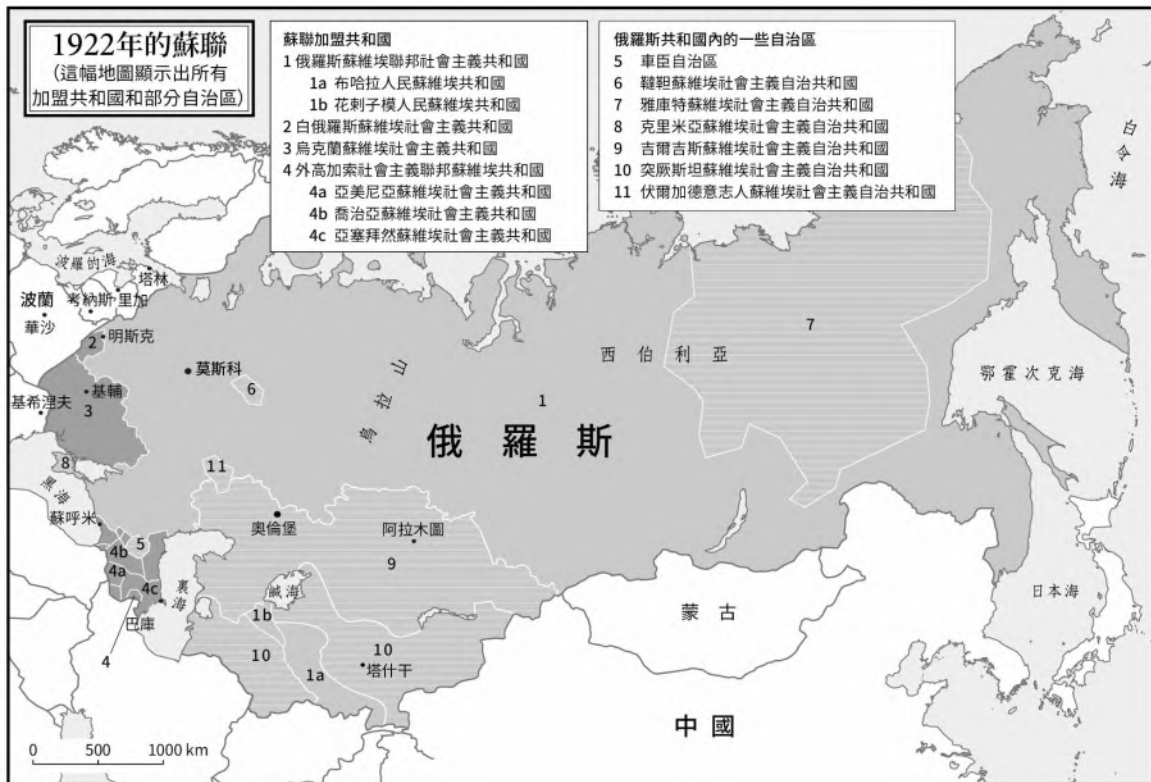 1922年的蘇聯
(這幅地圖顯示出所有
加盟共和國和部分自治區)
蘇聯加盟共和國
1 俄羅斯蘇維埃聯邦社會主義共和國
1a 布哈拉人民蘇維埃共和國
1b 花剌子模人民蘇維埃共和國
2 白俄羅斯蘇維埃社會主義共和國
3 烏克蘭蘇維埃社會主義共和國
4 外高加索社會主義聯邦蘇維埃共和國
4a 亞美尼亞蘇維埃社會主義共和國
4b 喬治亞蘇維埃社會主義共和國
4c 亞塞拜然蘇維埃社會主義共和國
俄羅斯共和國內的一些自治區
5 車臣自治區
6 韃靼蘇維埃社會主義自治共和國
7 雅庫特蘇維埃社會主義自治共和國
8 克里米亞蘇維埃社會主義自治共和國
9 吉爾吉斯蘇維埃社會主義自治共和國
10 突厥斯坦蘇維埃社會主義自治共和國
11 伏爾加德意志人蘇維埃社會主義自治共和國
白令海
波羅的海
塔林
波蘭
考納斯
里加
華沙
2
明斯克
7
西伯利亞
莫斯科
6
烏拉山
1
鄂霍次克海
基輔
基希涅夫
3
俄羅斯
8
11
黑海
蘇呼米
奧倫堡
阿拉木圖
4b
5
9
4a
4c
裏海
鹹海
日本海
巴庫
1b
蒙古
4
10
10
塔什干
1a
中國
0 500 1000 km